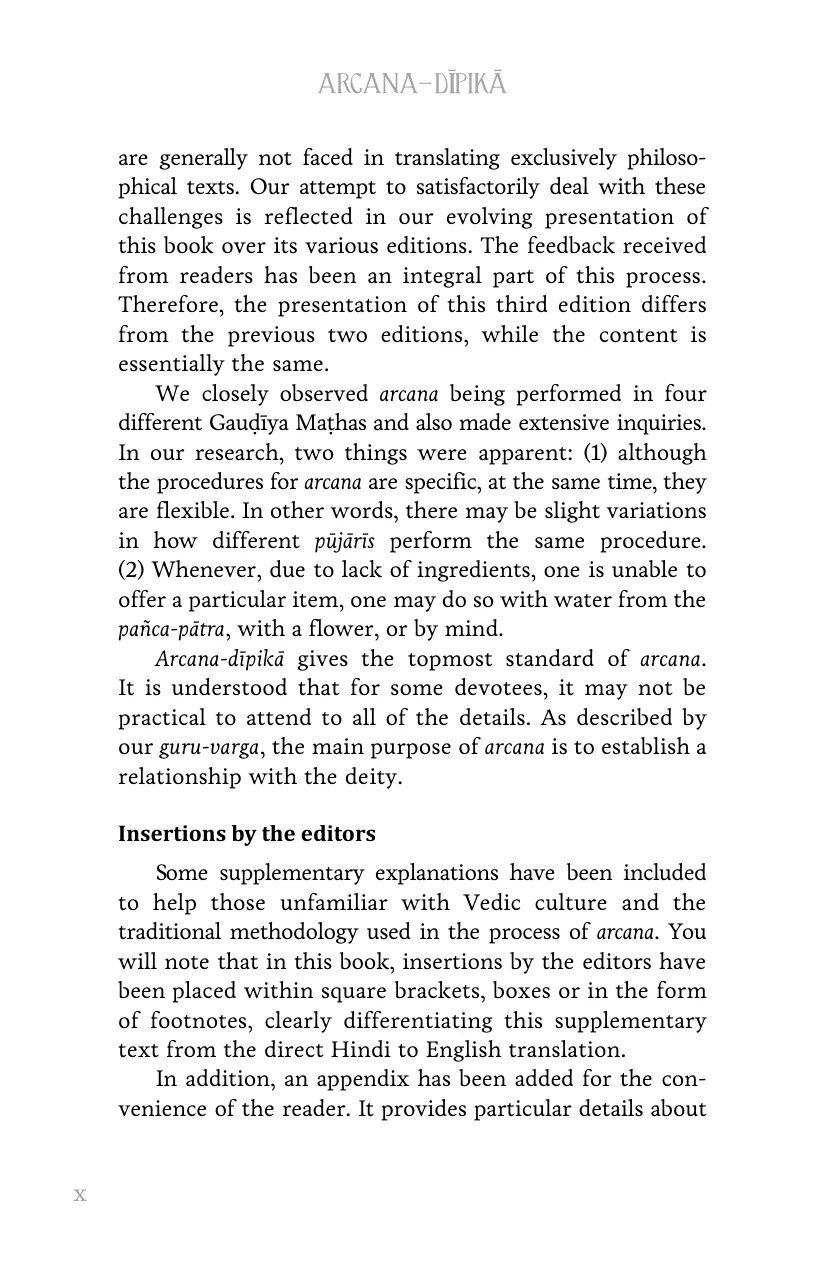 ARCANA–DĪPIKĀ
are generally not faced in translating exclusively philoso-
phical texts. Our attempt to satisfactorily deal with these
challenges is reflected in our evolving presentation of
this book over its various editions. The feedback received
from readers has been an integral part of this process.
Therefore, the presentation of this third edition differs
from the previous two editions, while the content is
essentially the same.
We closely observed arcana being performed in four
different Gauḍīya Maṭhas and also made extensive inquiries.
In our research, two things were apparent: (1) although
the procedures for arcana are specific, at the same time, they
are flexible. In other words, there may be slight variations
in how different pūjārīs perform the same procedure.
(2) Whenever, due to lack of ingredients, one is unable to
offer a particular item, one may do so with water from the
pañca-pātra, with a flower, or by mind.
Arcana-dīpikā gives the topmost standard of arcana.
It is understood that for some devotees, it may not be
practical to attend to all of the details. As described by
our guru-varga, the main purpose of arcana is to establish a
relationship with the deity.
Insertions by the editors
Some supplementary explanations have been included
to help those unfamiliar with Vedic culture and the
traditional methodology used in the process of arcana. You
will note that in this book, insertions by the editors have
been placed within square brackets, boxes or in the form
of footnotes, clearly differentiating this supplementary
text from the direct Hindi to English translation.
In addition, an appendix has been added for the con-
venience of the reader. It provides particular details about
x